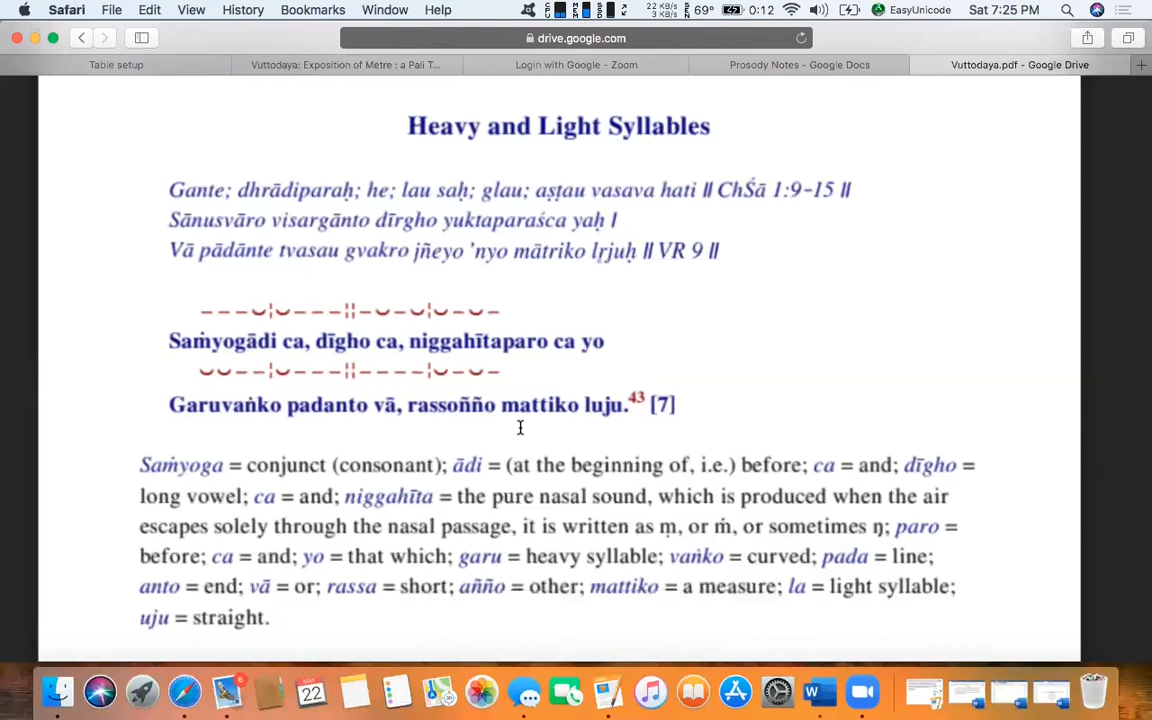 Safari File Edit View History Bookmarks Window Help 22 KB/s 3 KB/s 69° 0:12 EasyUnicode Sat 7:25 PM
drive.google.com
Table setup Vuttodaya: Exposition of Metre : a Pali T... Login with Google - Zoom Prosody Notes - Google Docs Vuttodaya.pdf - Google Drive
Heavy and Light Syllables
Gante; dhrādiparaḥ; he; lau saḥ; glau; aṣṭau vasava hati ǁ ChŚā 1:9-15 ǁ
Sānusvāro visargānto dīrgho yuktaparaśca yaḥ ǀ
Vā pādānte tvasau gvakro jñeyo 'nyo mātriko lṛjuḥ ǁ VR 9 ǁ
−−−⏑¦⏑−−−¦¦−⏑−⏑¦⏑−⏑−
Saṁyogādi ca, dīgho ca, niggahītaparo ca yo
⏑⏑−−¦⏑−−−¦¦−−−−¦⏑−⏑−
Garuvaṅko padanto vā, rassoñño mattiko luju.43 [7]
Saṁyoga = conjunct (consonant); ādi = (at the beginning of, i.e.) before; ca = and; dīgho =
long vowel; ca = and; niggahīta = the pure nasal sound, which is produced when the air
escapes solely through the nasal passage, it is written as ṃ, or ṁ, or sometimes ŋ; paro =
before; ca = and; yo = that which; garu = heavy syllable; vaṅko = curved; pada = line;
anto = end; vā = or; rassa = short; añño = other; mattiko = a measure; la = light syllable;
uju = straight.
6 MAY 22